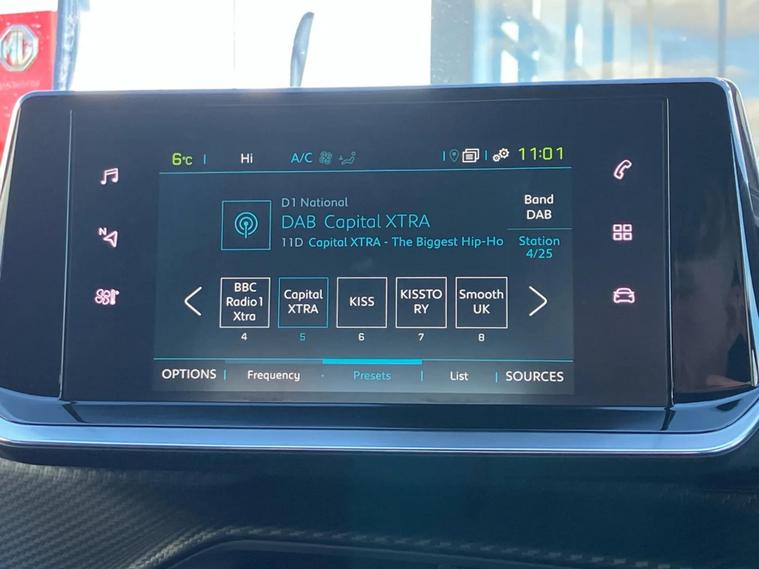 MG
6°C | Hi A/C 11:01
N
D1 National
DAB Capital XTRA
11D Capital XTRA - The Biggest Hip-Ho
Band
DAB
Station
4/25
BBC
Radio1
Xtra
4
Capital
XTRA
5
KISS
6
KISSTO
RY
7
Smooth
UK
8
OPTIONS | Frequency · Presets | List | SOURCES